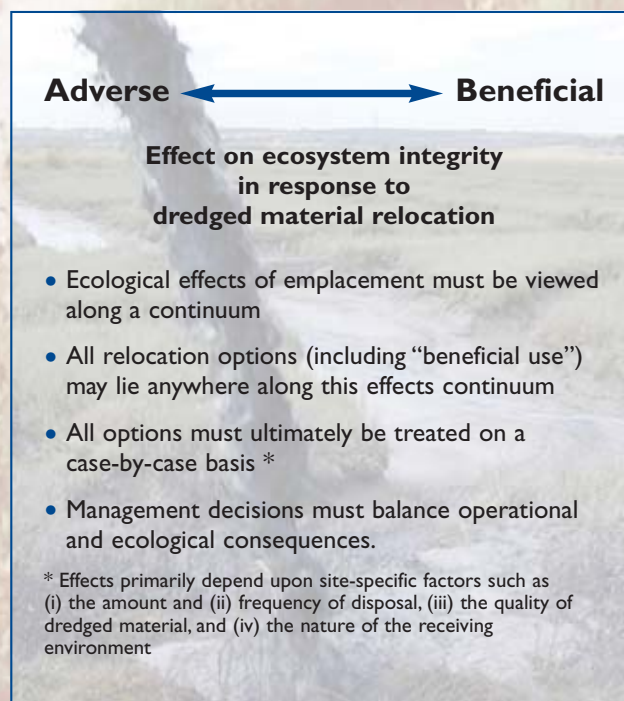 Adverse Beneficial
Effect on ecosystem integrity
in response to
dredged material relocation
• Ecological effects of emplacement must be viewed
along a continuum
• All relocation options (including “beneficial use”)
may lie anywhere along this effects continuum
• All options must ultimately be treated on a
case-by-case basis *
• Management decisions must balance operational
and ecological consequences.
* Effects primarily depend upon site-specific factors such as
(i) the amount and (ii) frequency of disposal, (iii) the quality of
dredged material, and (iv) the nature of the receiving
environment